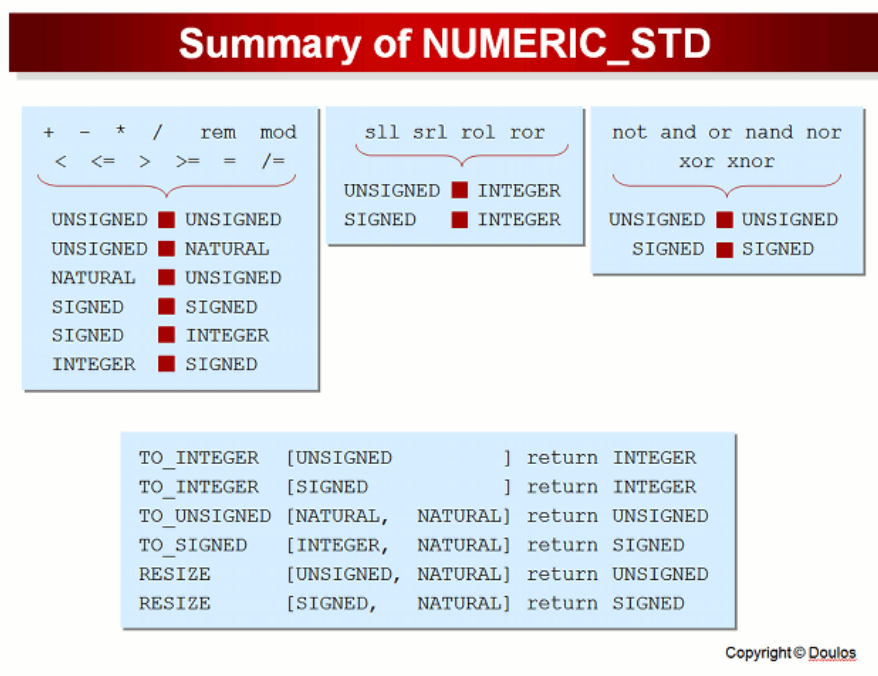 Summary of NUMERIC_STD
+ - * / rem mod
< <= > >= = /=
UNSIGNED UNSIGNED
UNSIGNED NATURAL
NATURAL UNSIGNED
SIGNED SIGNED
SIGNED INTEGER
INTEGER SIGNED
sll srl rol ror
UNSIGNED INTEGER
SIGNED INTEGER
not and or nand nor
xor xnor
UNSIGNED UNSIGNED
SIGNED SIGNED
TO_INTEGER [UNSIGNED ] return INTEGER
TO_INTEGER [SIGNED ] return INTEGER
TO_UNSIGNED [NATURAL, NATURAL] return UNSIGNED
TO_SIGNED [INTEGER, NATURAL] return SIGNED
RESIZE [UNSIGNED, NATURAL] return UNSIGNED
RESIZE [SIGNED, NATURAL] return SIGNED
Copyright © Doulos